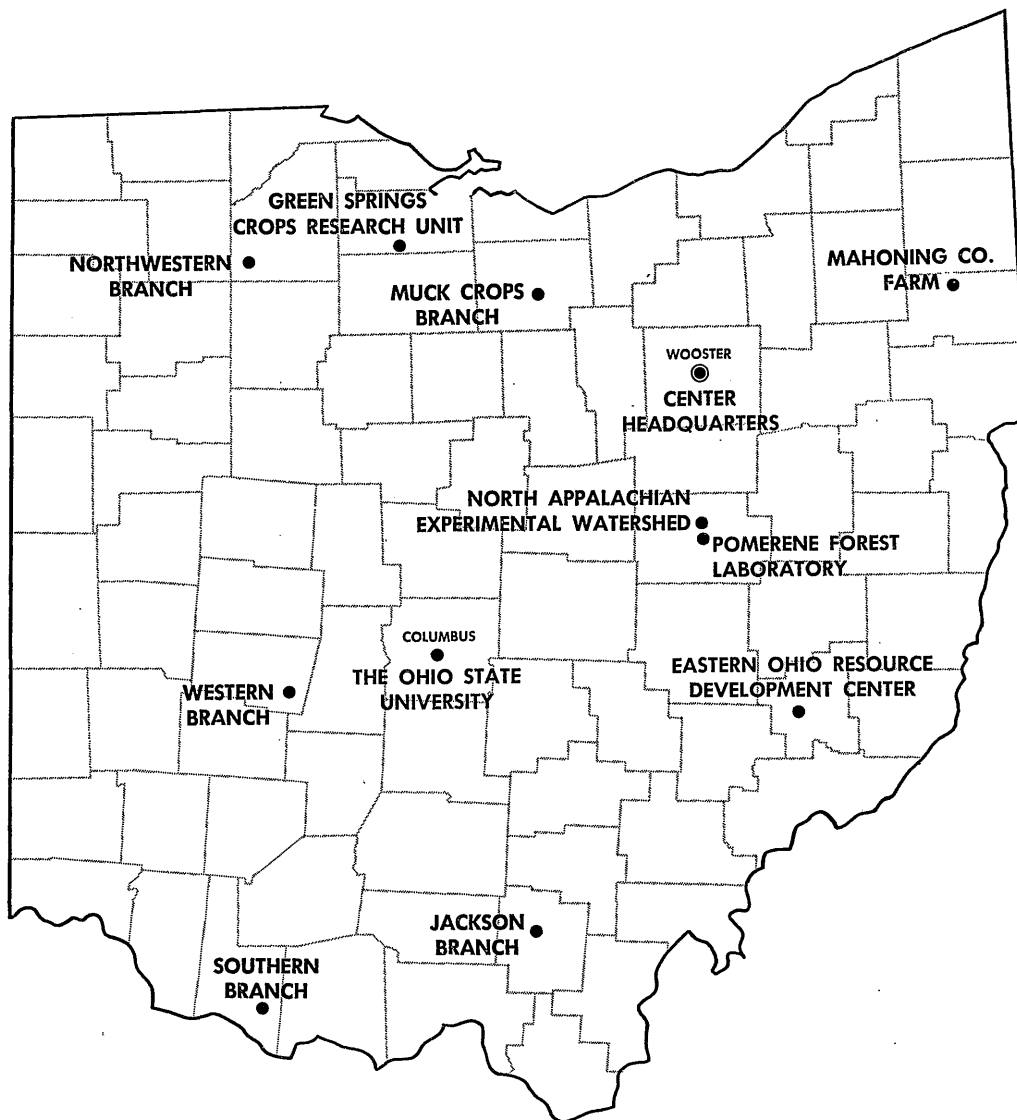 GREEN SPRINGS
CROPS RESEARCH UNIT
NORTHWESTERN
BRANCH
MUCK CROPS
BRANCH
MAHONING CO.
FARM
WOOSTER
CENTER
HEADQUARTERS
NORTH APPALACHIAN
EXPERIMENTAL WATERSHED
POMERENE FOREST
LABORATORY
COLUMBUS
THE OHIO STATE
UNIVERSITY
EASTERN OHIO RESOURCE
DEVELOPMENT CENTER
WESTERN
BRANCH
JACKSON
BRANCH
SOUTHERN
BRANCH